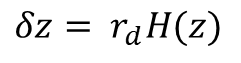 δz = r_d H(z)